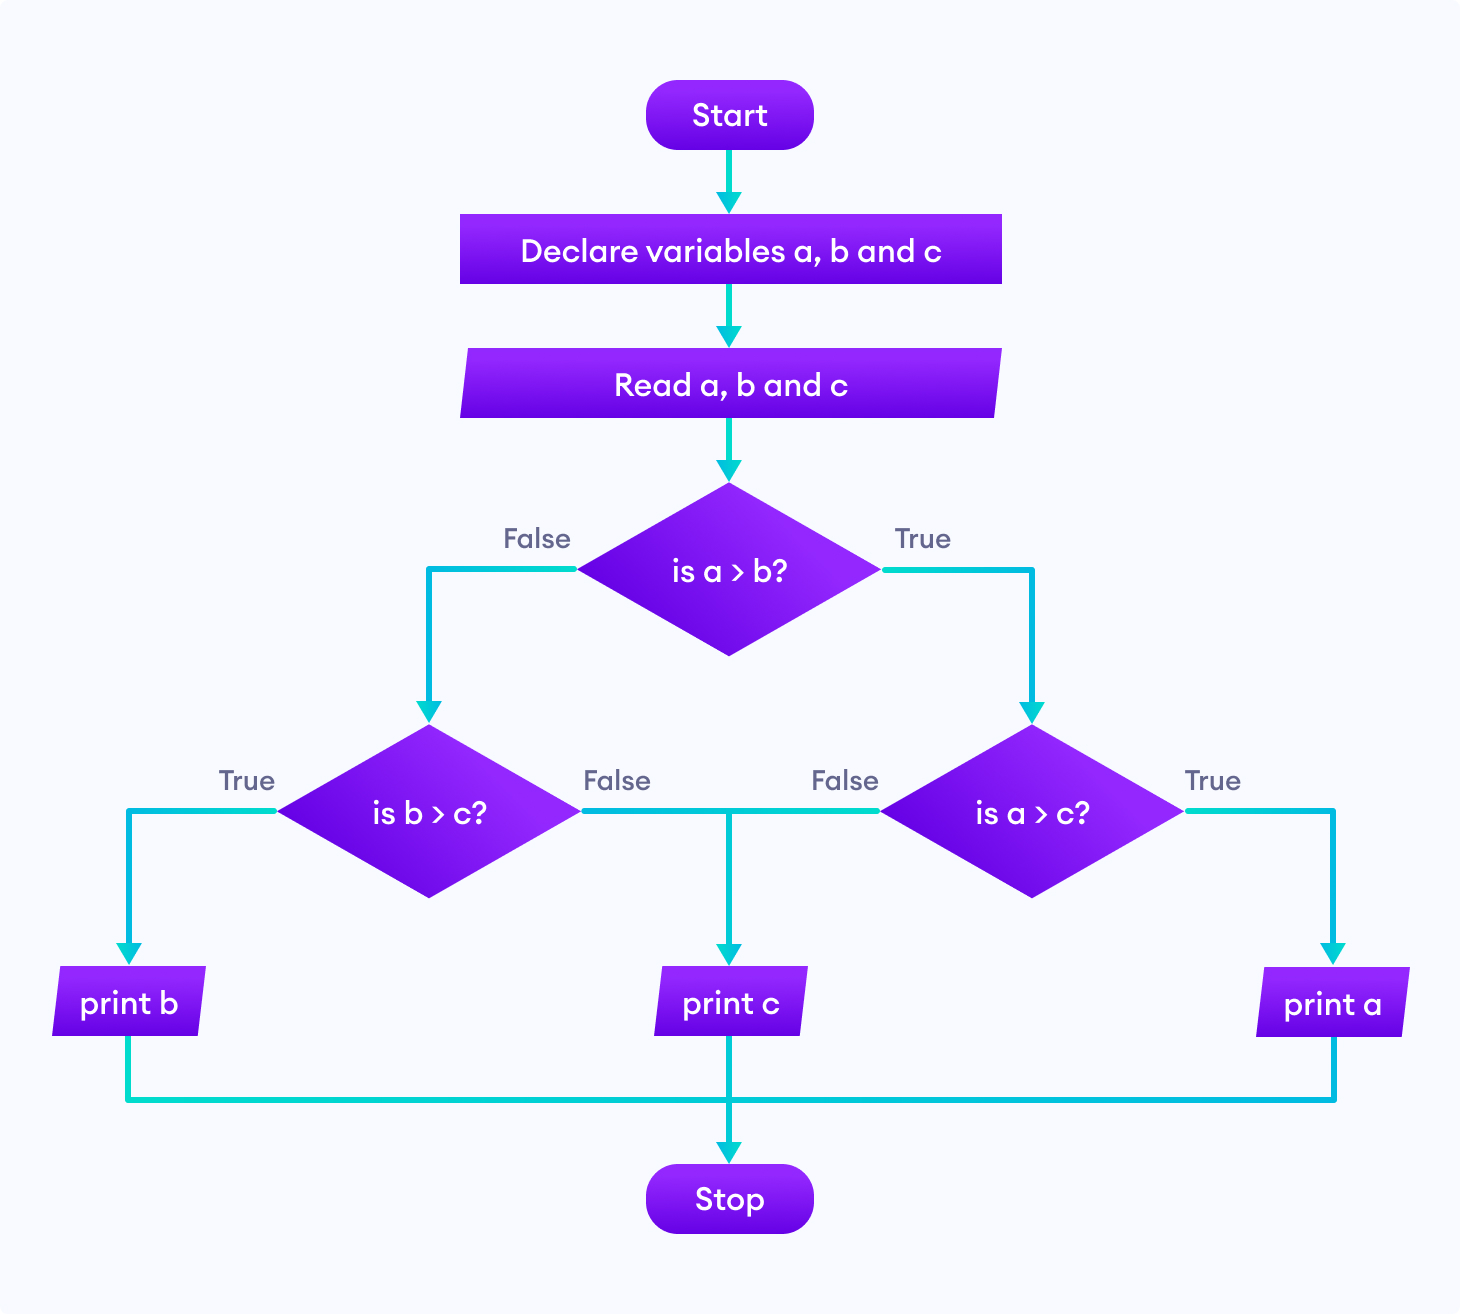 Start
Declare variables a, b and c
Read a, b and c
False
True
is a > b?
True
False
False
True
is b > c?
is a > c?
print b
print c
print a
Stop